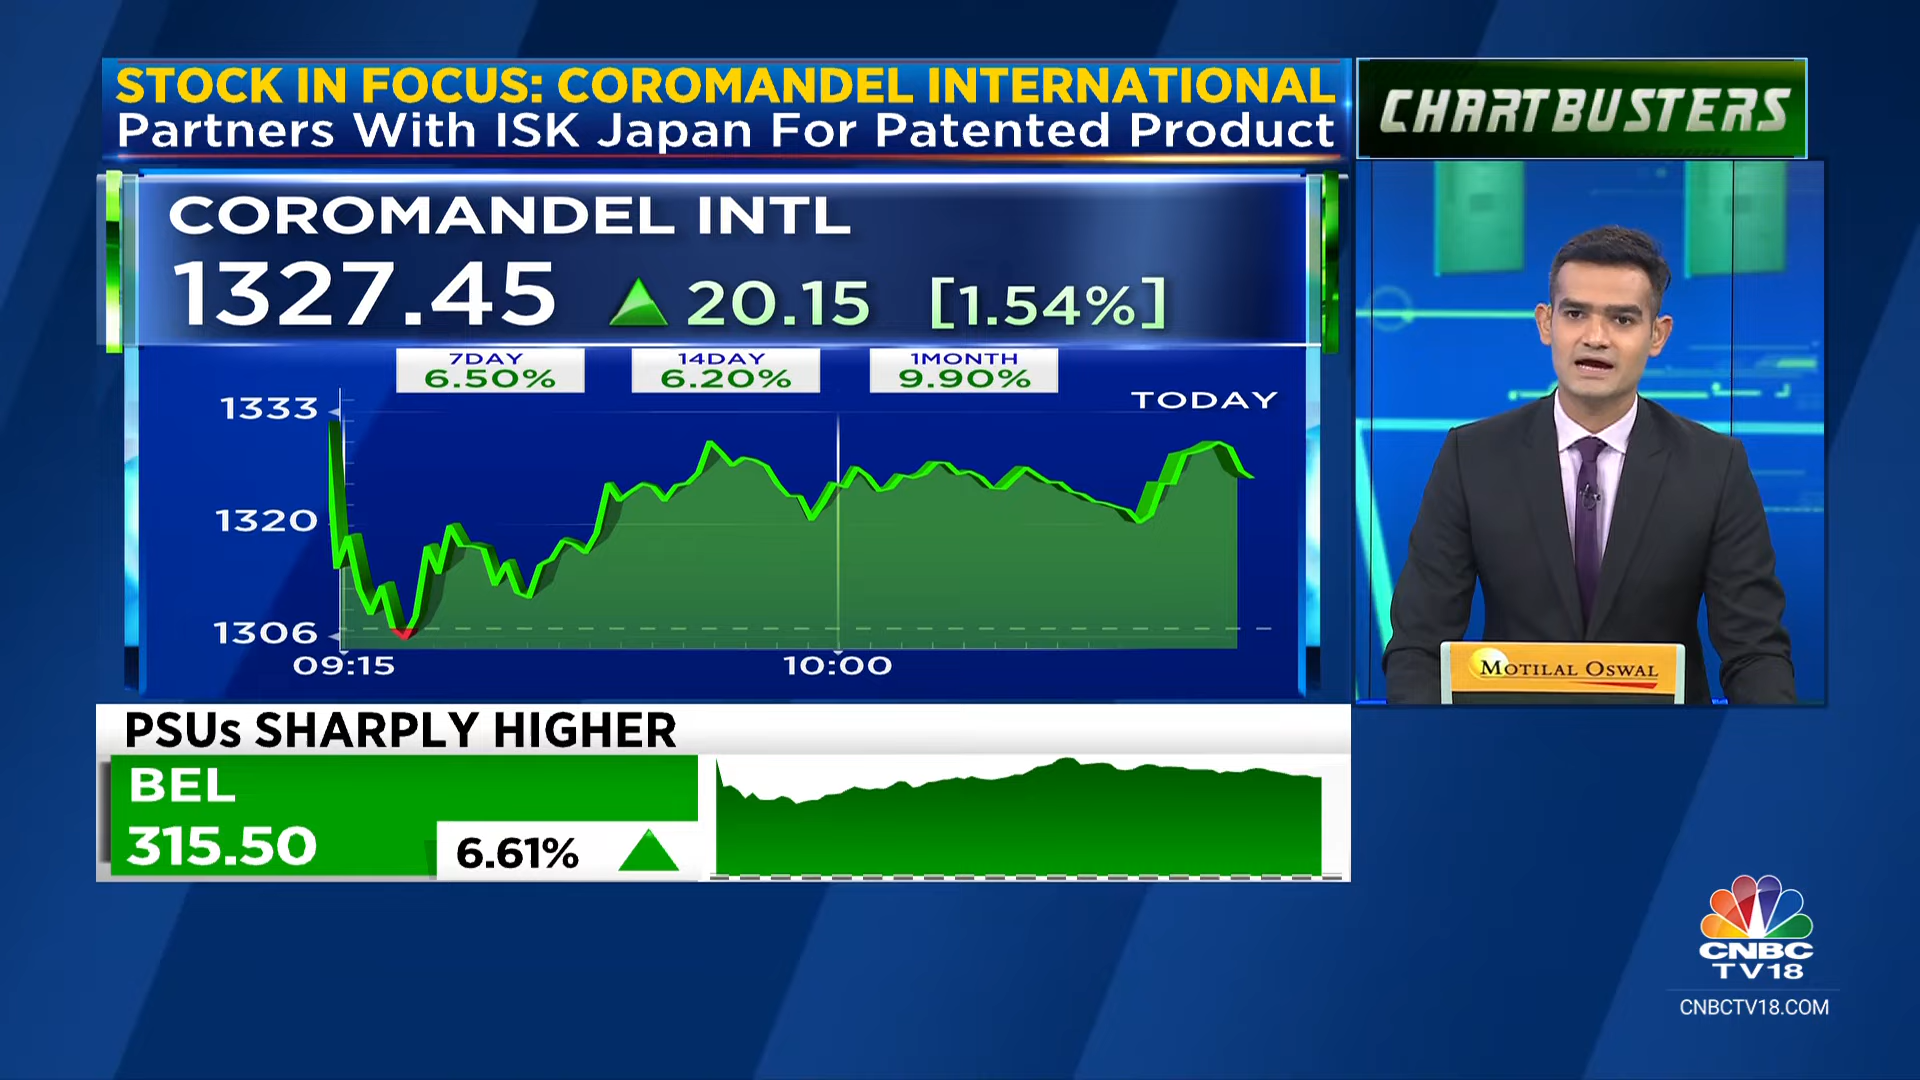 STOCK IN FOCUS: COROMANDEL INTERNATIONAL
Partners With ISK Japan For Patented Product
CHARTBUSTERS
COROMANDEL INTL
1327.45 ▲ 20.15 [1.54%]
7DAY
6.50%
14DAY
6.20%
1MONTH
9.90%
TODAY
1333
1320
1306
09:15
10:00
MOTILAL OSWAL
PSUs SHARPLY HIGHER
BEL
315.50
6.61% ▲
CNBC
TV18
CNBCTV18.COM